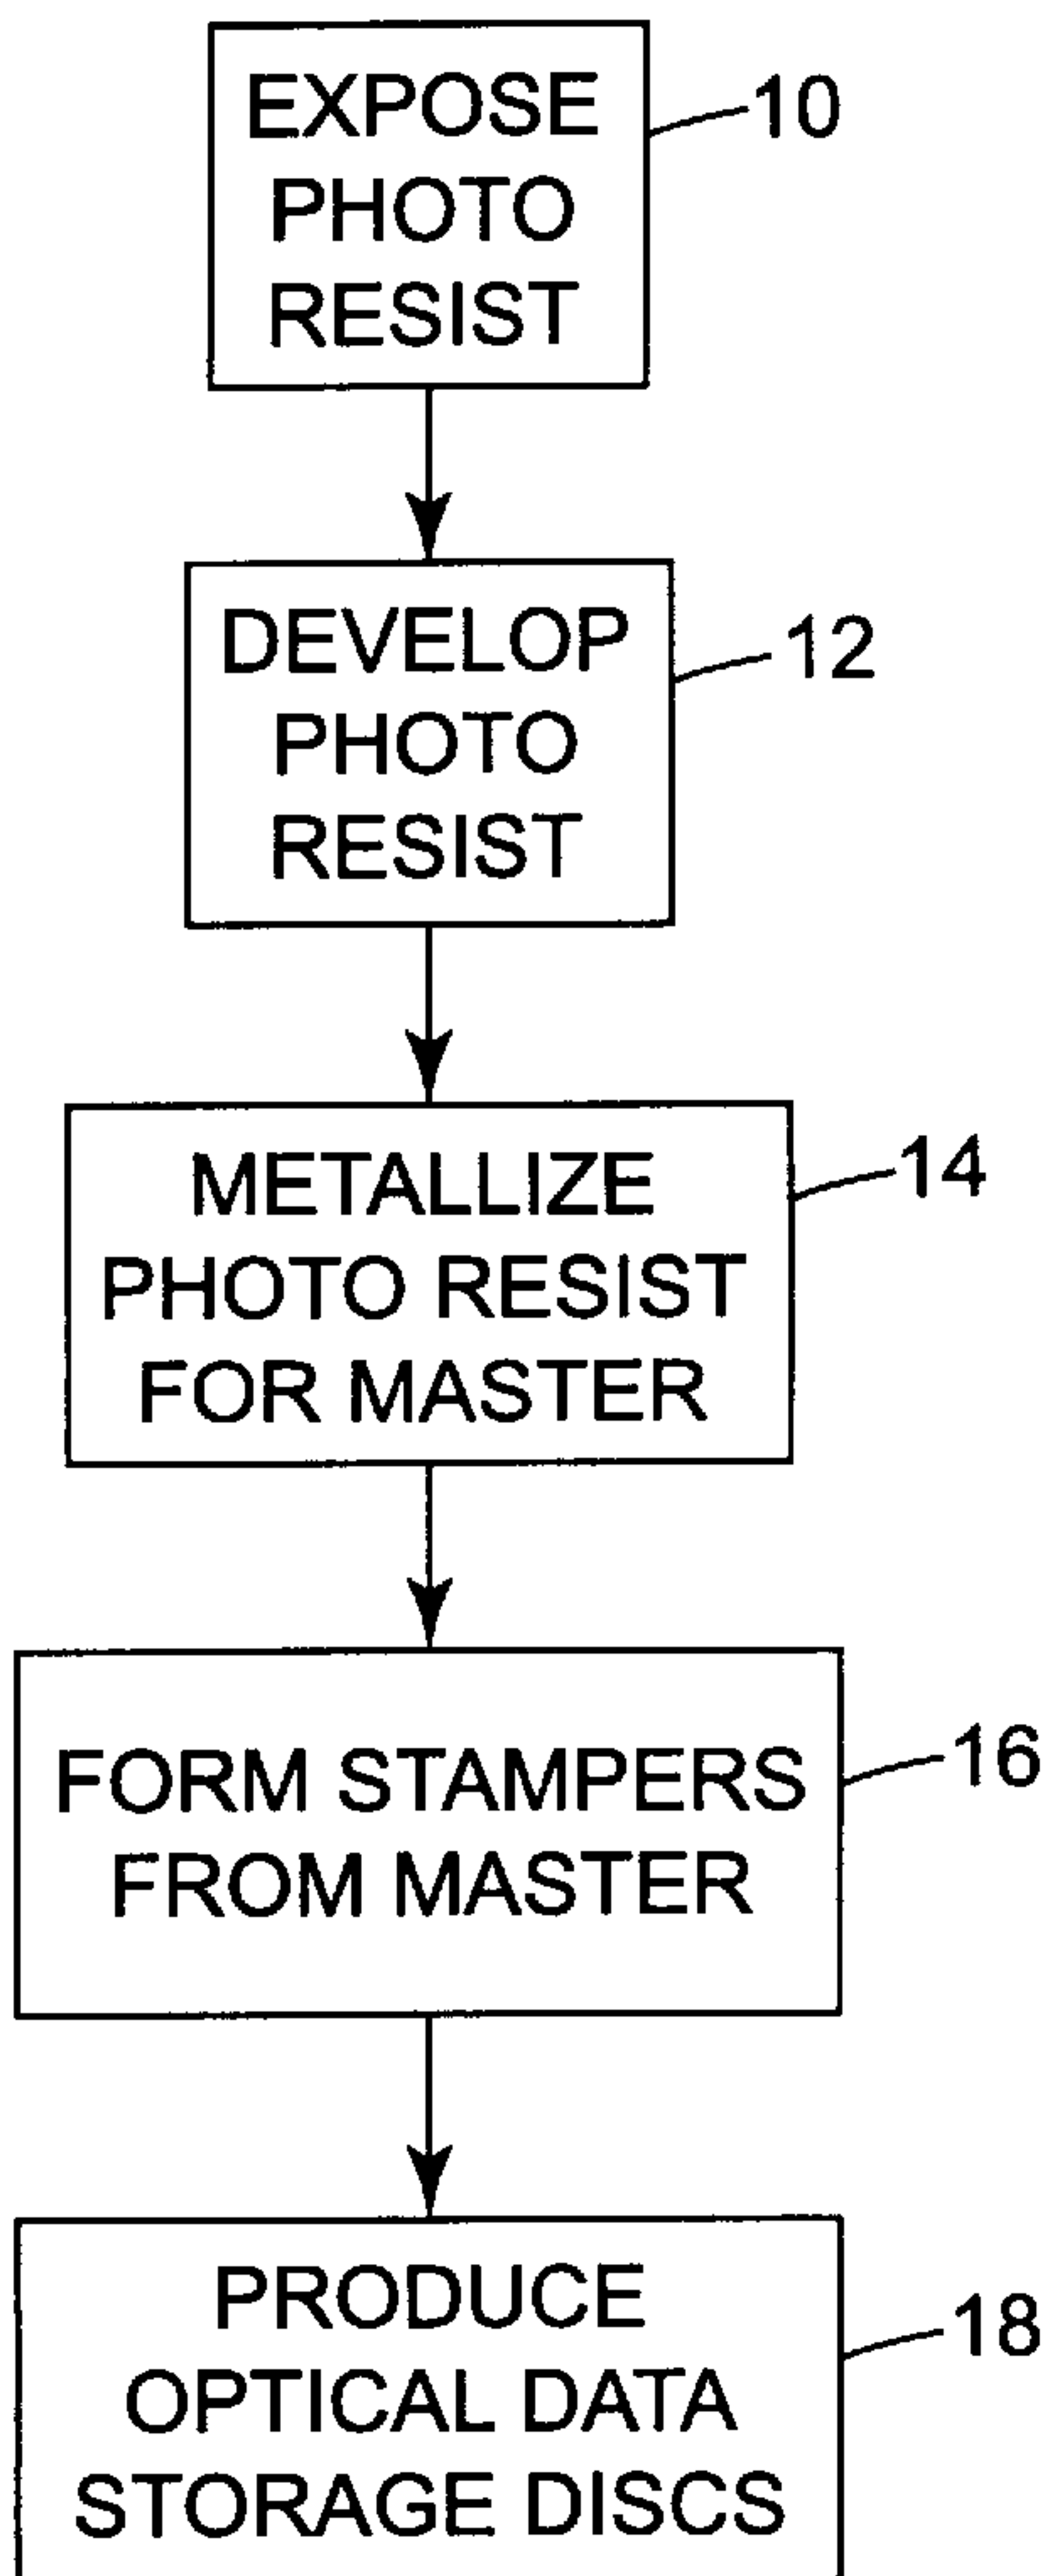 EXPOSE
PHOTO
RESIST
10
DEVELOP
PHOTO
RESIST
12
METALLIZE
PHOTO RESIST
FOR MASTER
14
FORM STAMPERS
FROM MASTER
16
PRODUCE
OPTICAL DATA
STORAGE DISCS
18